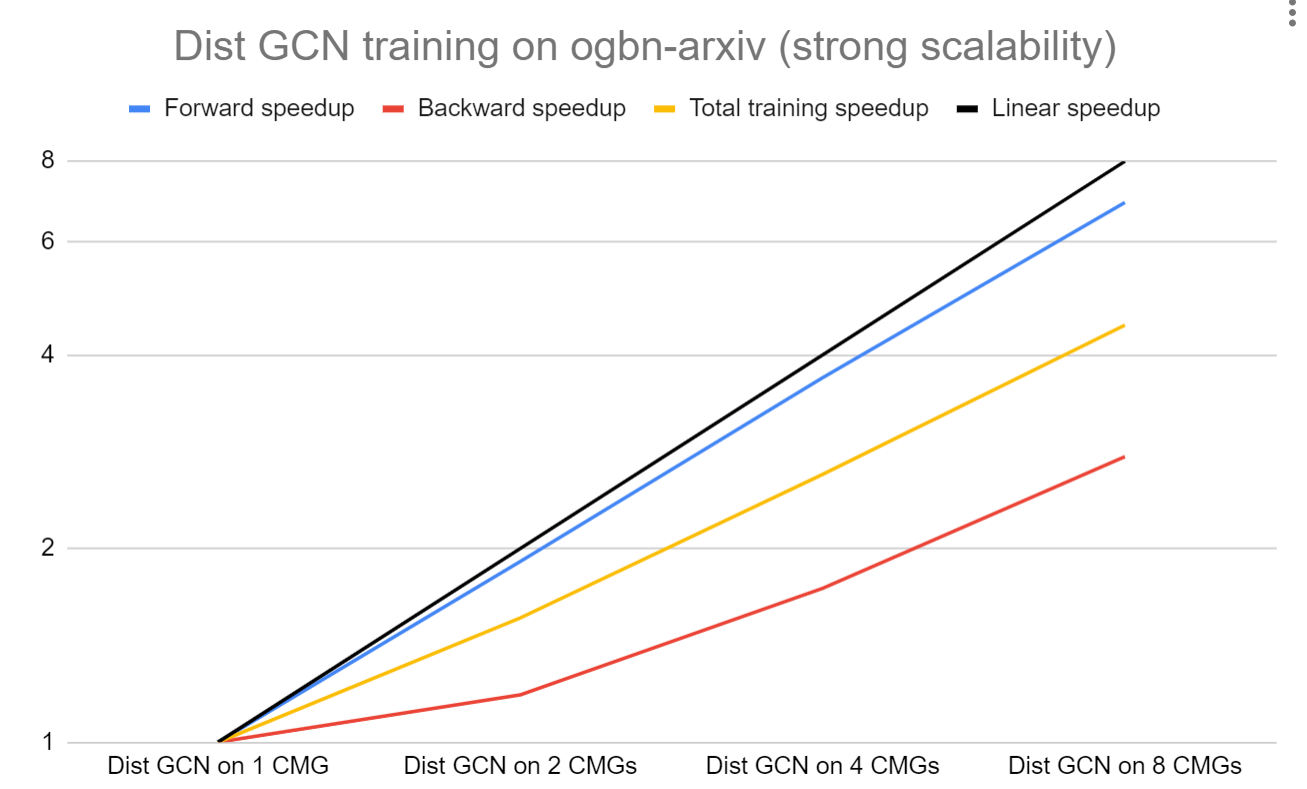 Dist GCN training on ogbn-arxiv (strong scalability)
Forward speedup Backward speedup Total training speedup Linear speedup
8
6
4
2
1
Dist GCN on 1 CMG Dist GCN on 2 CMGs Dist GCN on 4 CMGs Dist GCN on 8 CMGs